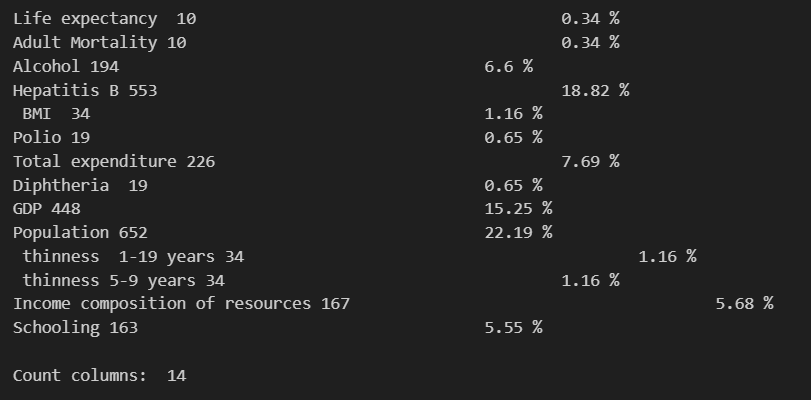 Life expectancy  10                                      0.34 %
Adult Mortality 10                                       0.34 %
Alcohol 194                                      6.6 %
Hepatitis B 553                                          18.82 %
 BMI  34                                         1.16 %
Polio 19                                         0.65 %
Total expenditure 226                                    7.69 %
Diphtheria  19                                   0.65 %
GDP 448                                          15.25 %
Population 652                                   22.19 %
 thinness  1-19 years 34                                         1.16 %
 thinness 5-9 years 34                                   1.16 %
Income composition of resources 167                                      5.68 %
Schooling 163                                    5.55 %

Count columns:  14